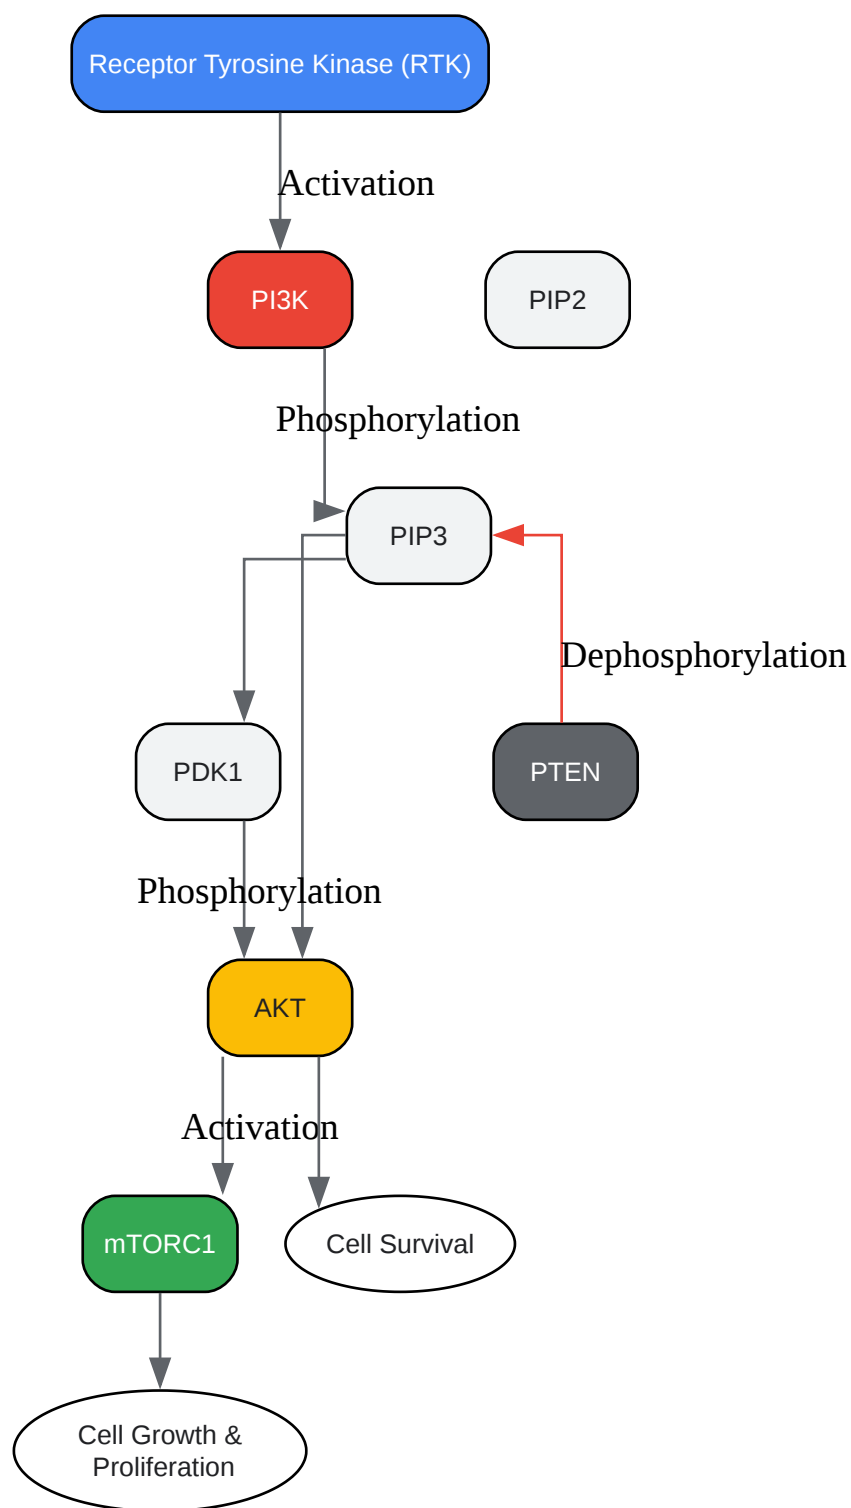 Receptor Tyrosine Kinase (RTK)
Activation
PI3K
PIP2
Phosphorylation
PIP3
Dephosphorylation
PDK1
PTEN
Phosphorylation
AKT
Activation
mTORC1
Cell Survival
Cell Growth &
Proliferation